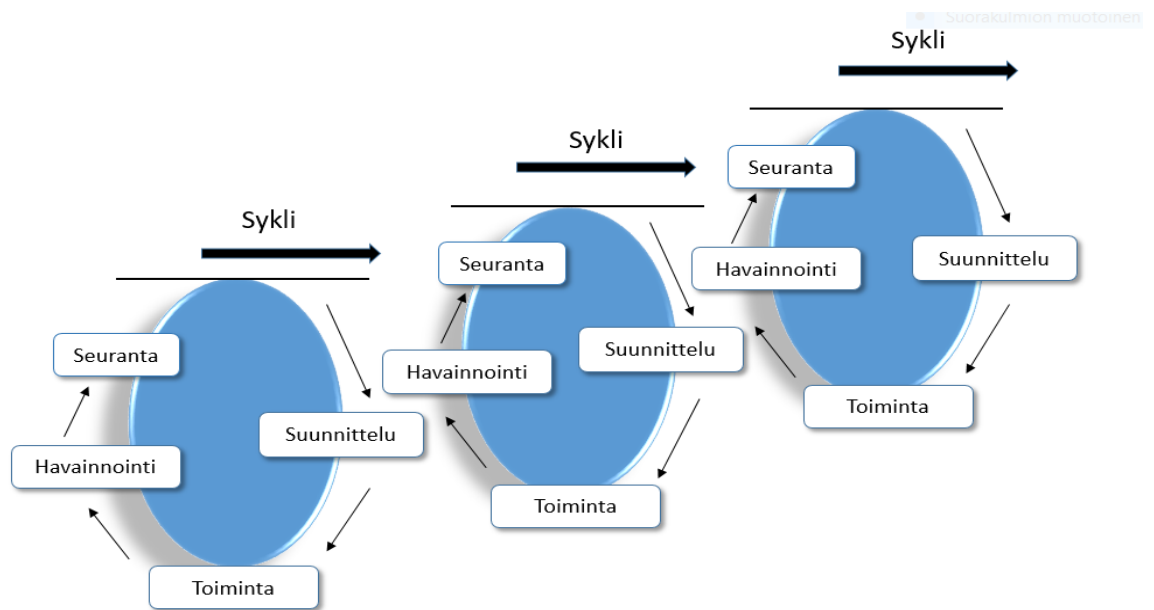 Suorakulmion muotoinen
Sykli
Seuranta
Havainnointi
Suunnittelu
Toiminta
Sykli
Seuranta
Havainnointi
Suunnittelu
Toiminta
Sykli
Seuranta
Havainnointi
Suunnittelu
Toiminta